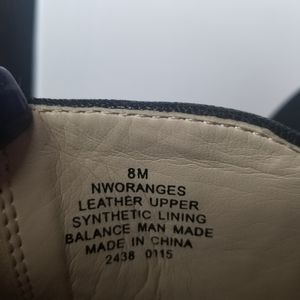 8M
NWORANGES
LEATHER UPPER
SYNTHETIC LINING
BALANCE MAN MADE
MADE IN CHINA
2438 0115